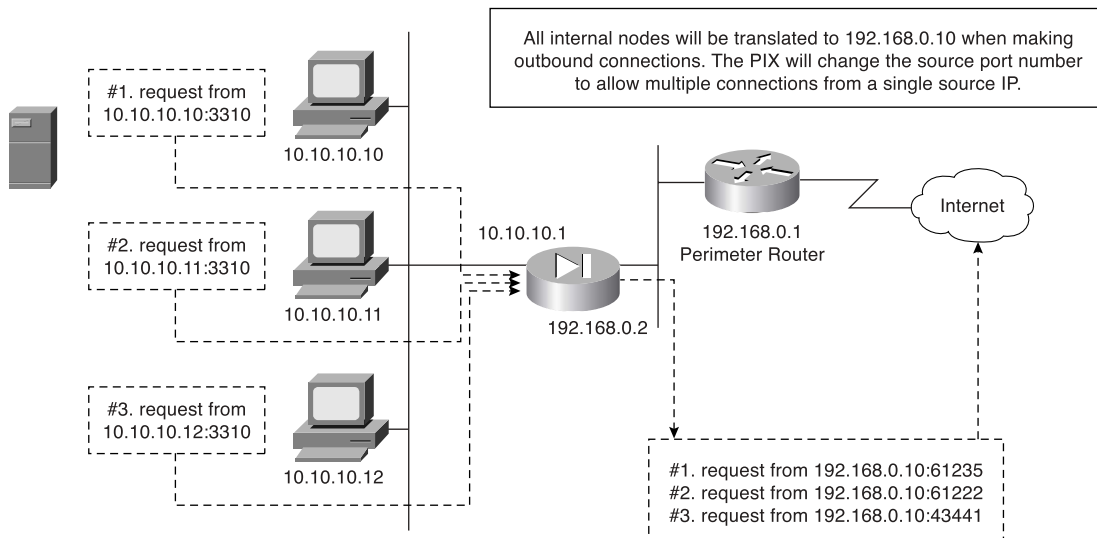 All internal nodes will be translated to 192.168.0.10 when making
outbound connections. The PIX will change the source port number
to allow multiple connections from a single source IP.
#1. request from
10.10.10.10:3310
10.10.10.10
#2. request from
10.10.10.11:3310
10.10.10.11
#3. request from
10.10.10.12:3310
10.10.10.12
10.10.10.1
192.168.0.2
192.168.0.1
Perimeter Router
Internet
#1. request from 192.168.0.10:61235
#2. request from 192.168.0.10:61222
#3. request from 192.168.0.10:43441